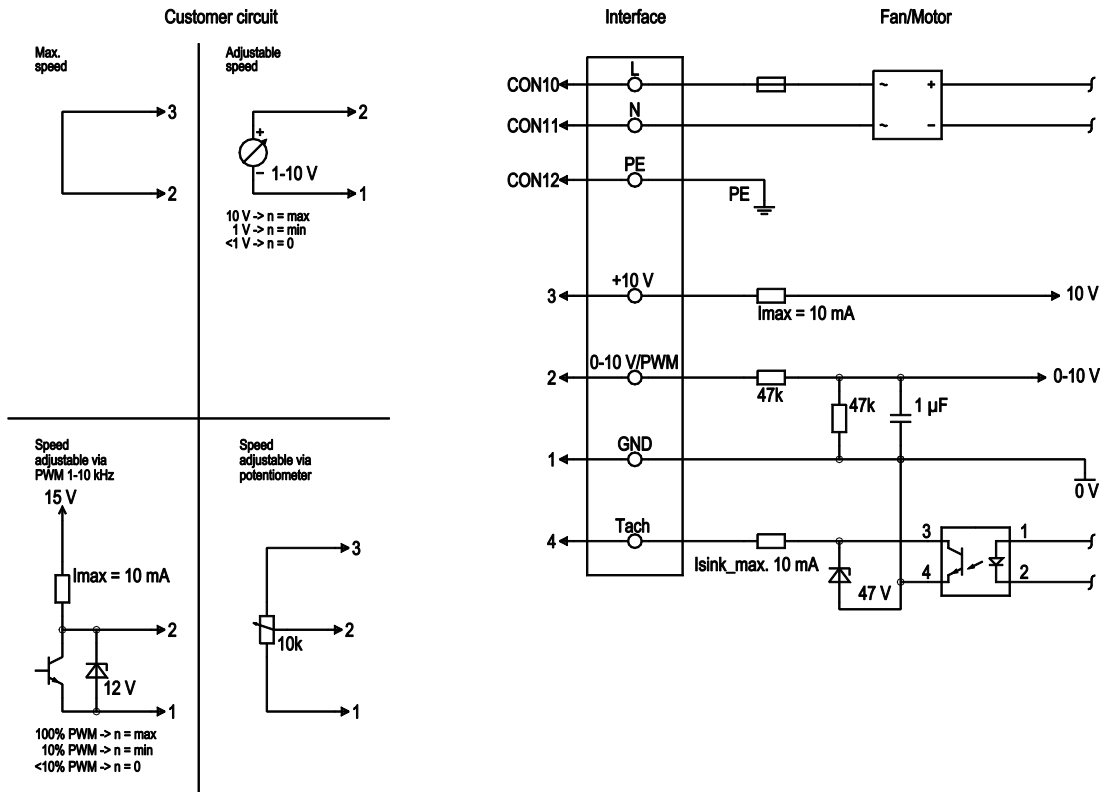 Customer circuit
Interface
Fan/Motor
Max.
speed
3
2
Adjustable
speed
2
+
–
1-10 V
1
10 V -> n = max
1 V -> n = min
<1 V -> n = 0
Speed
adjustable via
PWM 1-10 kHz
15 V
Imax = 10 mA
2
12 V
1
100% PWM -> n = max
10% PWM -> n = min
<10% PWM -> n = 0
Speed
adjustable via
potentiometer
3
2
10k
1
L
CON10
~
+
N
CON11
~
–
PE
CON12
PE
+10 V
3
10 V
Imax = 10 mA
0-10 V/PWM
2
0-10 V
47k
47k
1 µF
GND
1
0 V
Tach
4
3
1
Isink_max. 10 mA
4
2
47 V